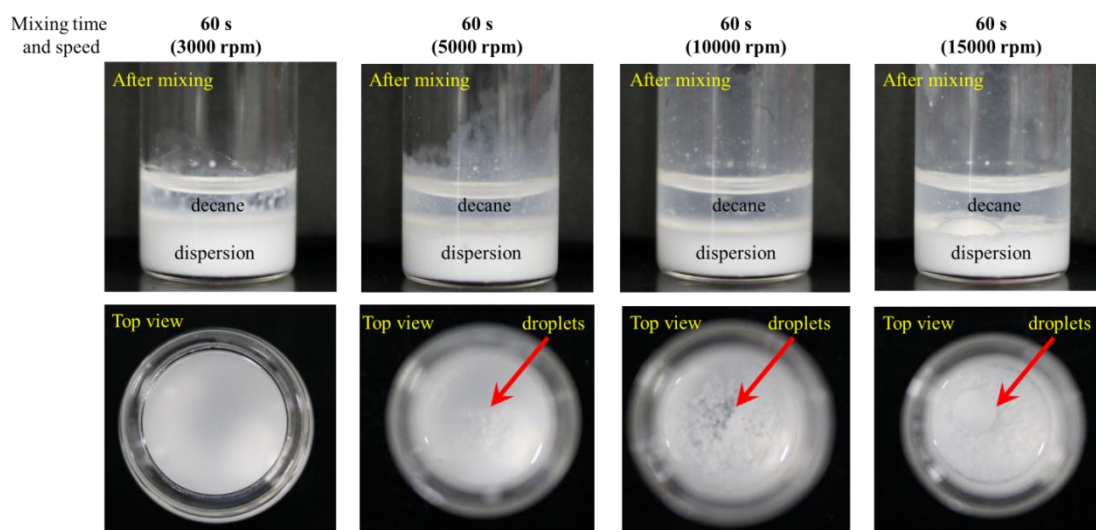 Mixing time and speed
60 s (3000 rpm)
60 s (5000 rpm)
60 s (10000 rpm)
60 s (15000 rpm)
After mixing
After mixing
After mixing
After mixing
decane
decane
decane
decane
dispersion
dispersion
dispersion
dispersion
Top view
Top view
droplets
Top view
droplets
Top view
droplets